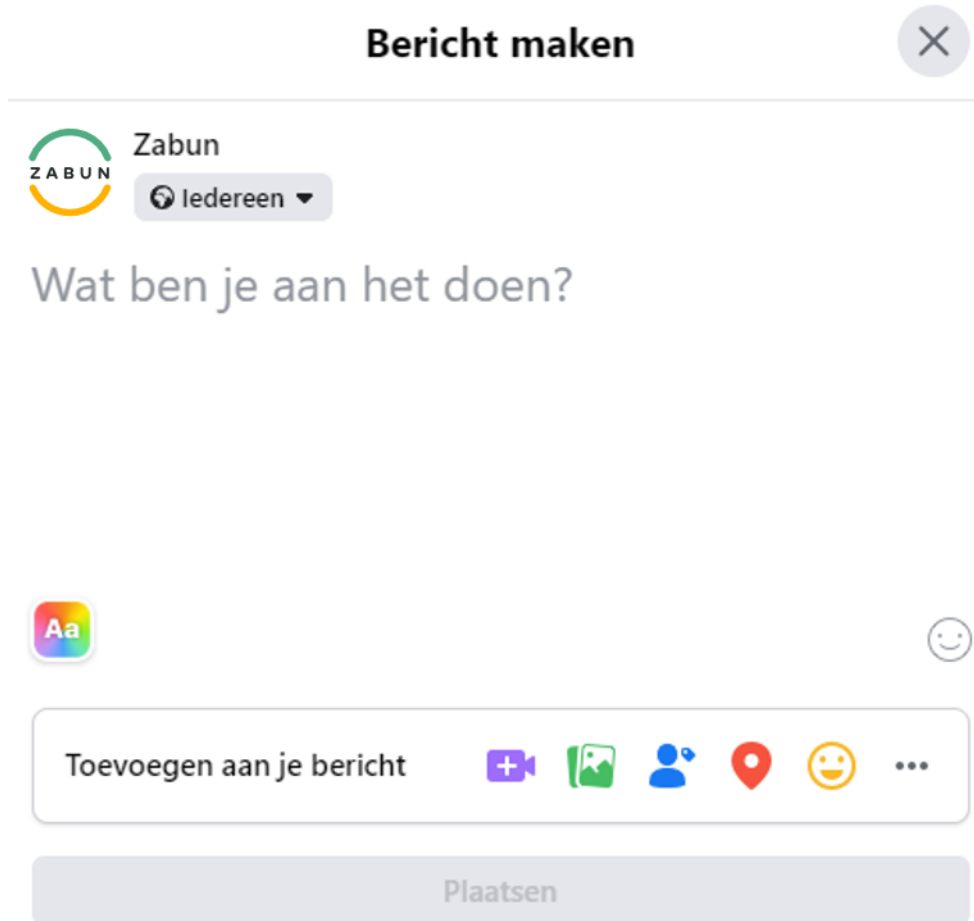 Bericht maken
ZABUN
Zabun
Iedereen
Wat ben je aan het doen?
Aa
Toevoegen aan je bericht
Plaatsen